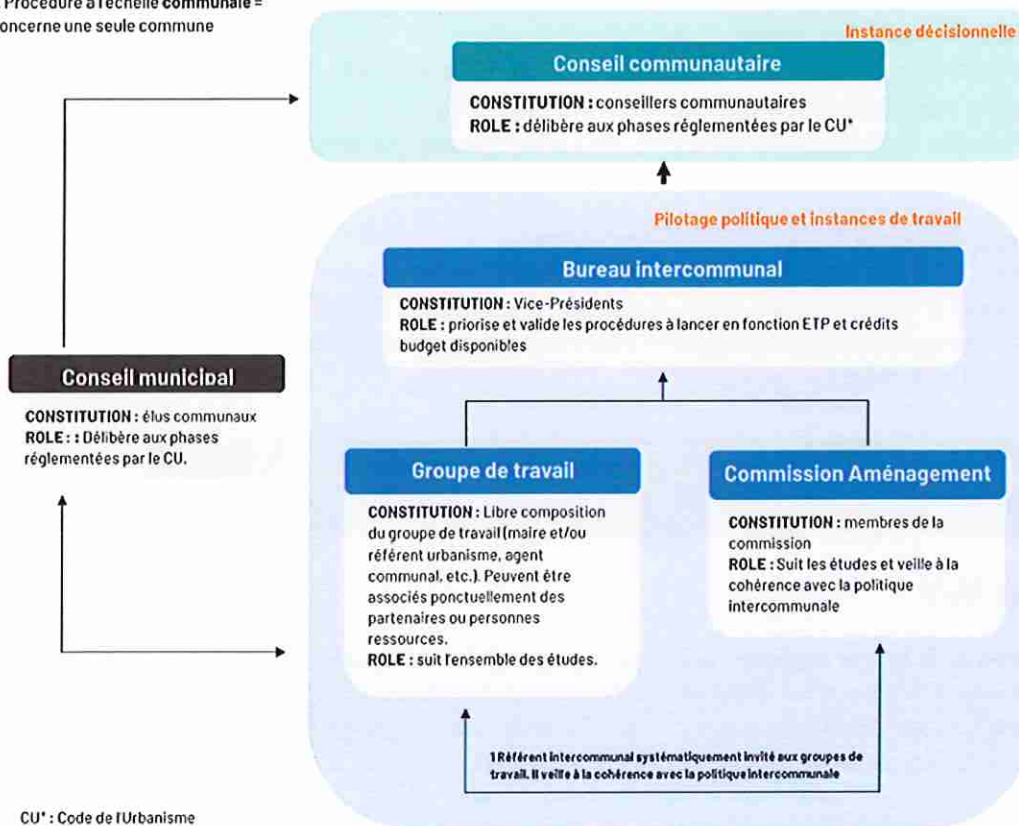 Procédure à l'échelle communale =
oncerne une seule commune
Instance décisionnelle
Conseil communautaire
CONSTITUTION : conseillers communautaires
ROLE : délibère aux phases réglementées par le CU*
Pilotage politique et instances de travail
Bureau intercommunal
CONSTITUTION : Vice-Présidents
ROLE : priorise et valide les procédures à lancer en fonction ETP et crédits
budget disponibles
Conseil municipal
CONSTITUTION : élus communaux
ROLE : : Délibère aux phases
réglementées par le CU.
Groupe de travail
CONSTITUTION : Libre composition
du groupe de travail (maire et/ou
référent urbanisme, agent
communal, etc.). Peuvent être
associés ponctuellement des
partenaires ou personnes
ressources.
ROLE : suit l'ensemble des études.
Commission Aménagement
CONSTITUTION : membres de la
commission
ROLE : Suit les études et veille à la
cohérence avec la politique
intercommunale
1 Référent intercommunal systématiquement invité aux groupes de
travail. Il veille à la cohérence avec la politique intercommunale
CU* : Code de l'Urbanisme